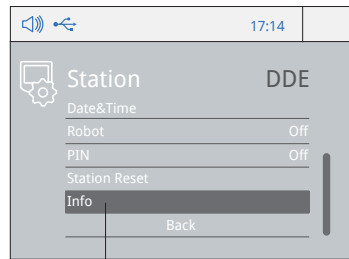 17:14
Station DDE
Date&Time
Robot Off
PIN Off
Station Reset
Info
Back